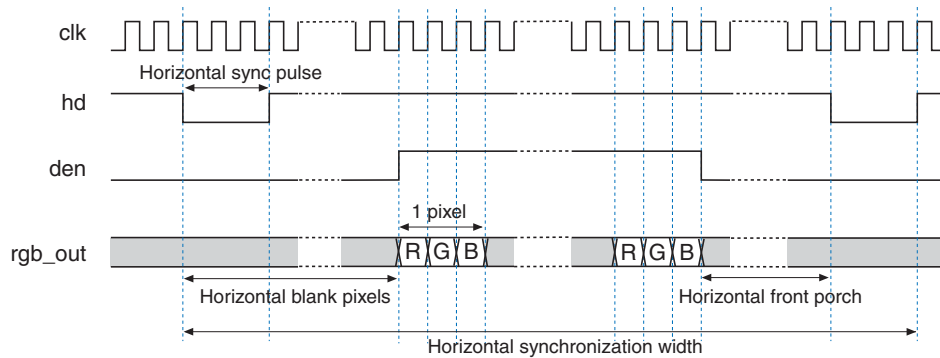 clk
Horizontal sync pulse
hd
den
1 pixel
rgb_out
R G B
R G B
Horizontal blank pixels
Horizontal front porch
Horizontal synchronization width